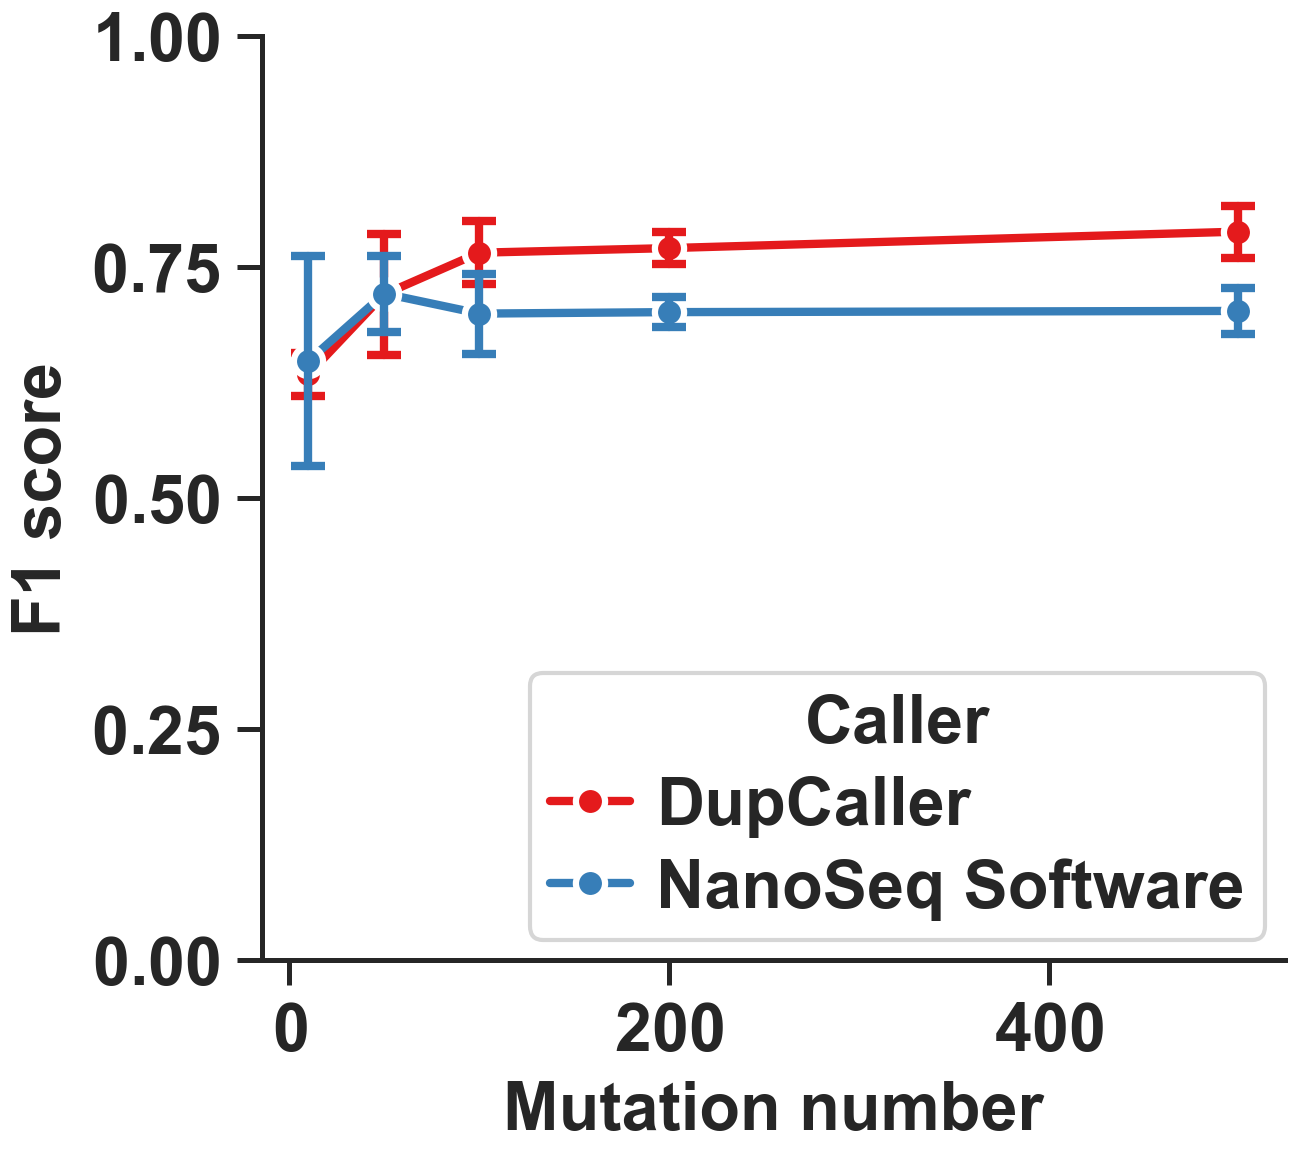 1.00
0.75
0.50
0.25
0.00
F1 score
0 200 400
Mutation number
Caller
DupCaller
NanoSeq Software